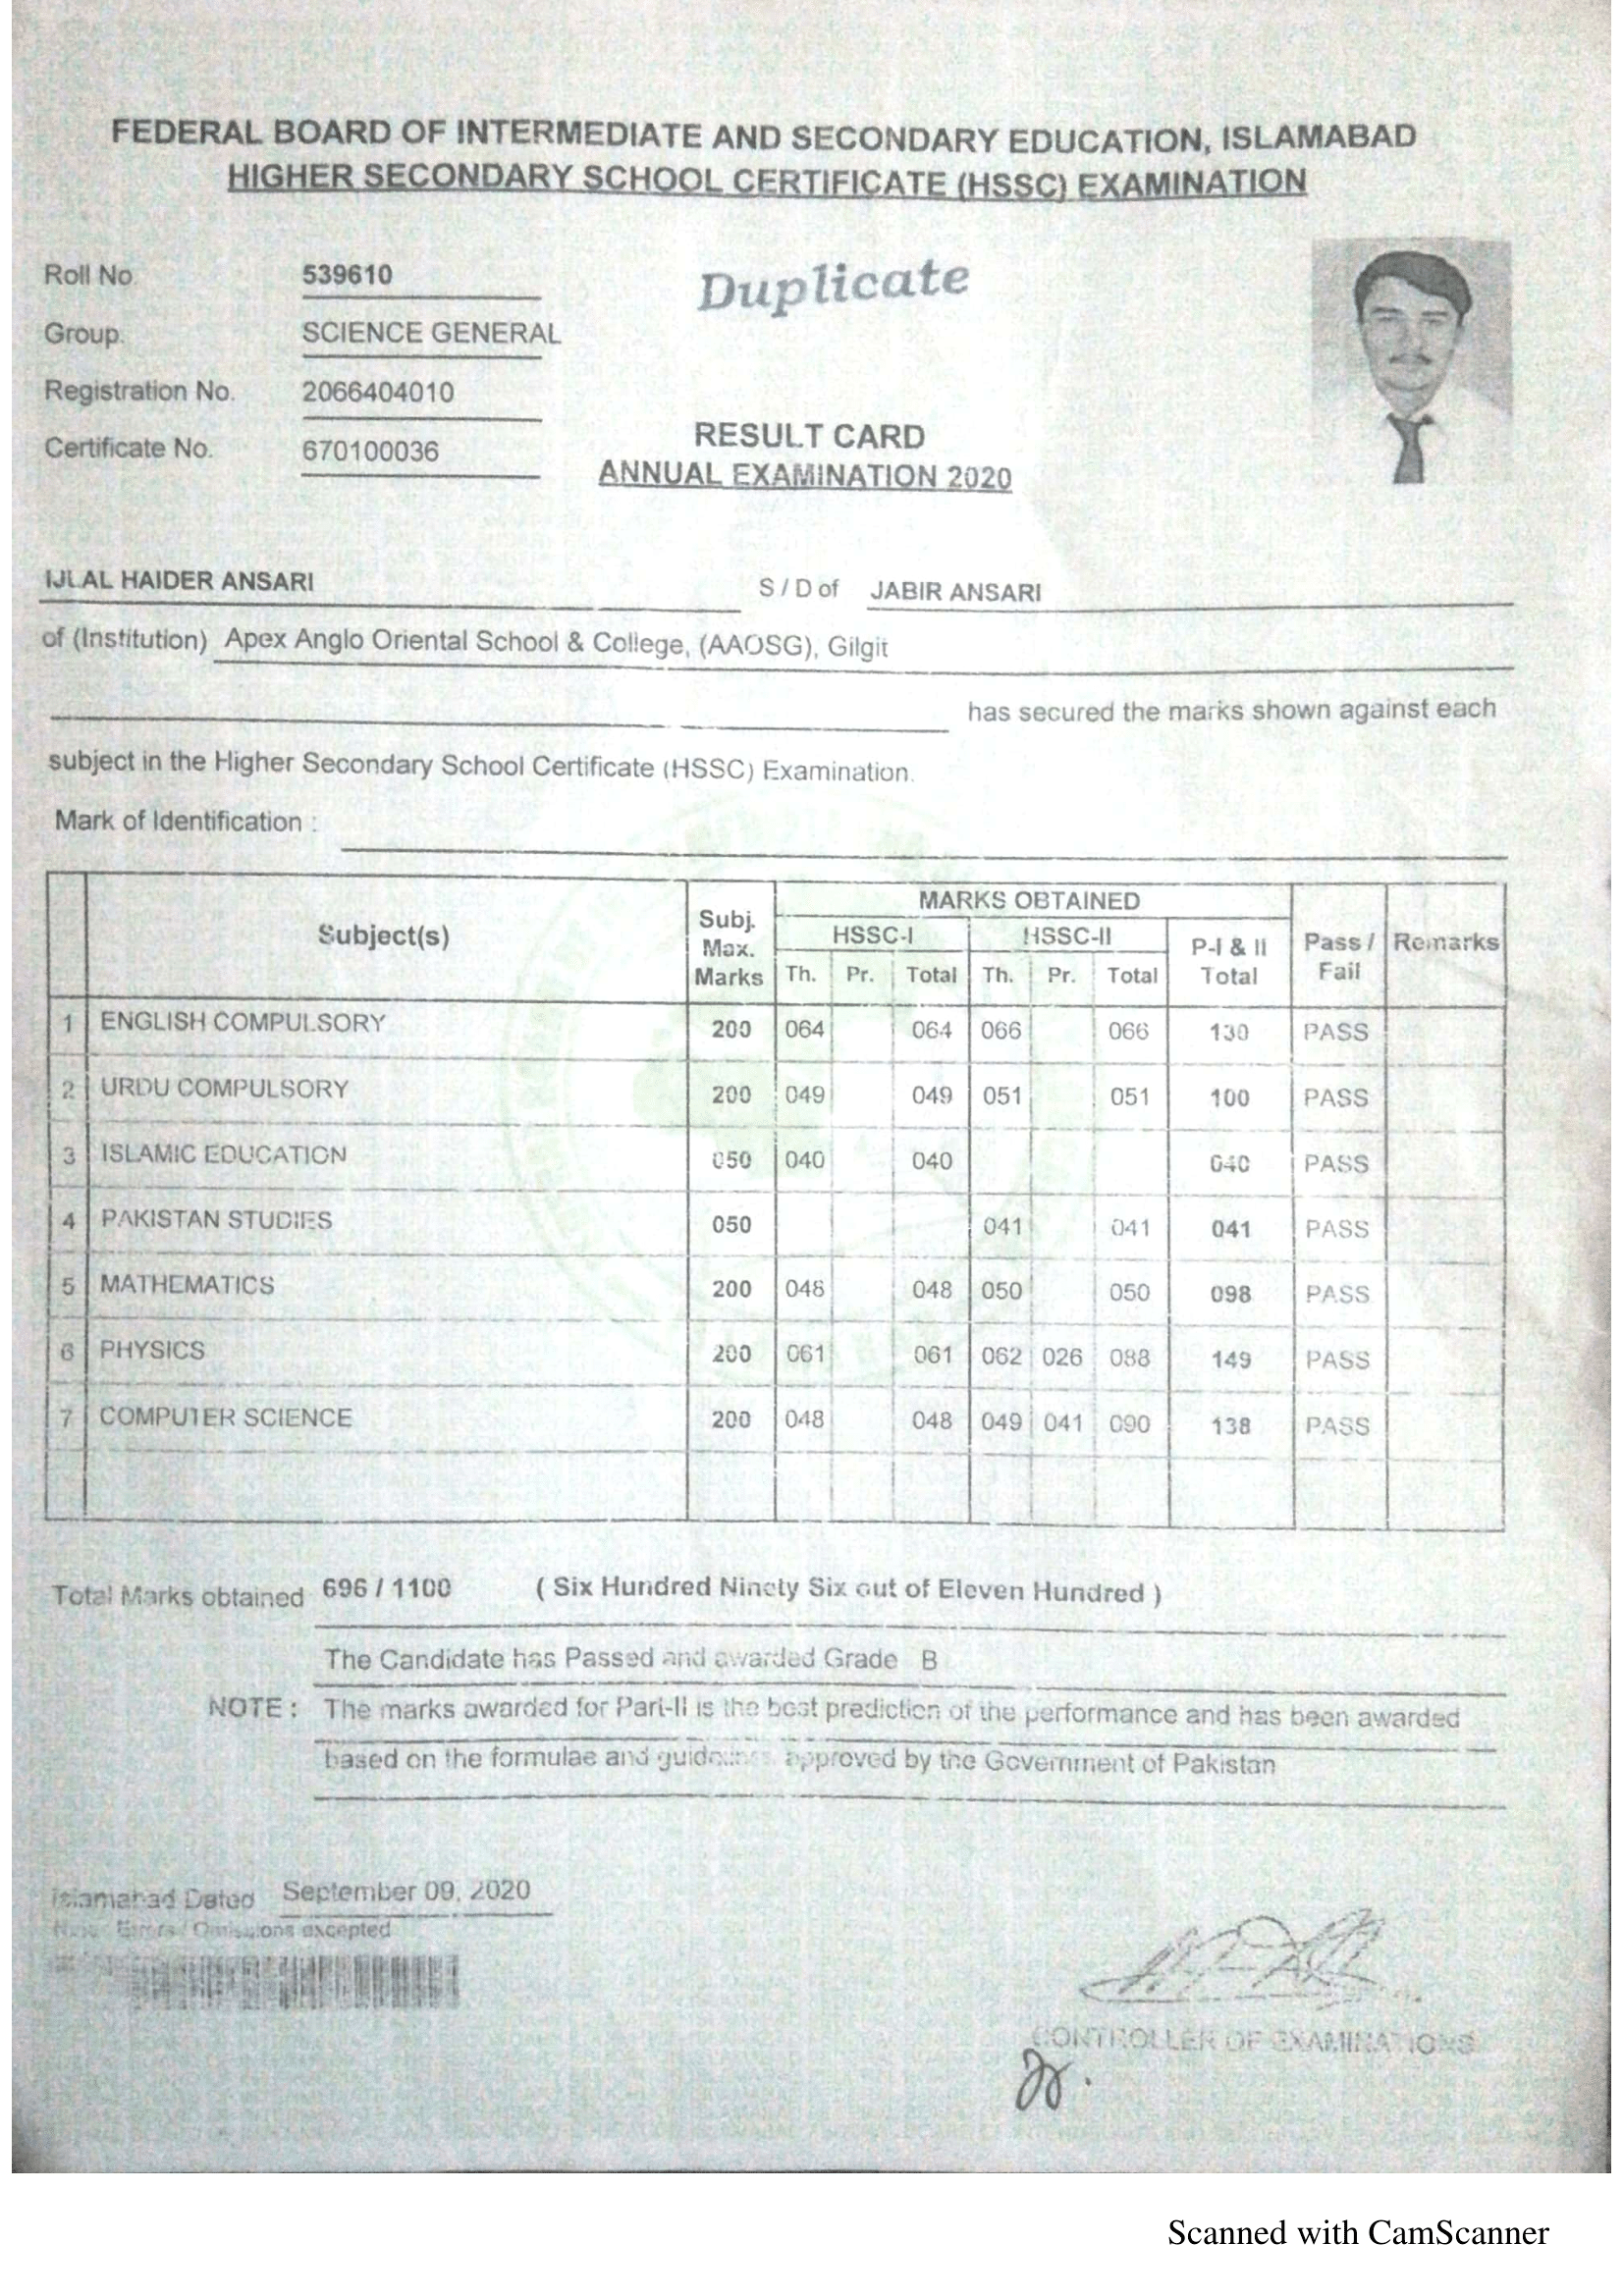 FEDERAL BOARD OF INTERMEDIATE AND SECONDARY EDUCATION, ISLAMABAD
HIGHER SECONDARY SCHOOL CERTIFICATE (HSSC) EXAMINATION
Roll No 539610
Duplicate
Group. SCIENCE GENERAL
Registration No. 2066404010
Certificate No. 670100036
RESULT CARD
ANNUAL EXAMINATION 2020
IJLAL HAIDER ANSARI S / D of JABIR ANSARI
of (Institution) Apex Anglo Oriental School & College, (AAOSG), Gilgit
has secured the marks shown against each
subject in the Higher Secondary School Certificate (HSSC) Examination.
Mark of Identification :
Subject(s) Subj. Max. Marks MARKS OBTAINED Pass / Fail Remarks
HSSC-I HSSC-II P-I & II Total
Th. Pr. Total Th. Pr. Total
1 ENGLISH COMPULSORY 200 064 064 066 066 130 PASS
2 URDU COMPULSORY 200 049 049 051 051 100 PASS
3 ISLAMIC EDUCATION 050 040 040 040 PASS
4 PAKISTAN STUDIES 050 041 041 041 PASS
5 MATHEMATICS 200 048 048 050 050 098 PASS
6 PHYSICS 200 061 061 062 026 088 149 PASS
7 COMPUTER SCIENCE 200 048 048 049 041 090 138 PASS
Total Marks obtained 696 / 1100 ( Six Hundred Ninety Six out of Eleven Hundred )
The Candidate has Passed and awarded Grade B
NOTE : The marks awarded for Part-II is the best prediction of the performance and has been awarded
based on the formulae and approved by the Government of Pakistan
Islamabad Dated September 09, 2020
Errors / Omissions excepted
CONTROLLER OF EXAMINATIONS
Scanned with CamScanner